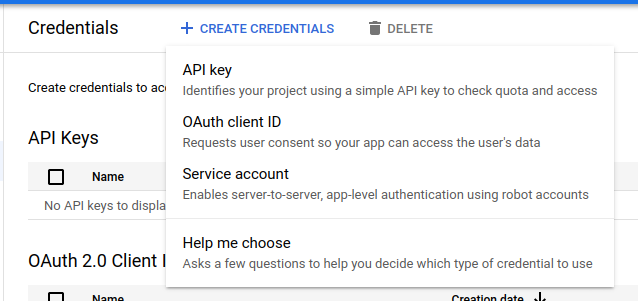 Credentials + CREATE CREDENTIALS DELETE
API key
Identifies your project using a simple API key to check quota and access
Create credentials to
OAuth client ID
Requests user consent so your app can access the user's data
API Keys
Service account
Name
Enables server-to-server, app-level authentication using robot accounts
No API keys to
Help me choose
OAuth 2.0 Client
Asks a few questions to help you decide which type of credential to use
Name Creation date